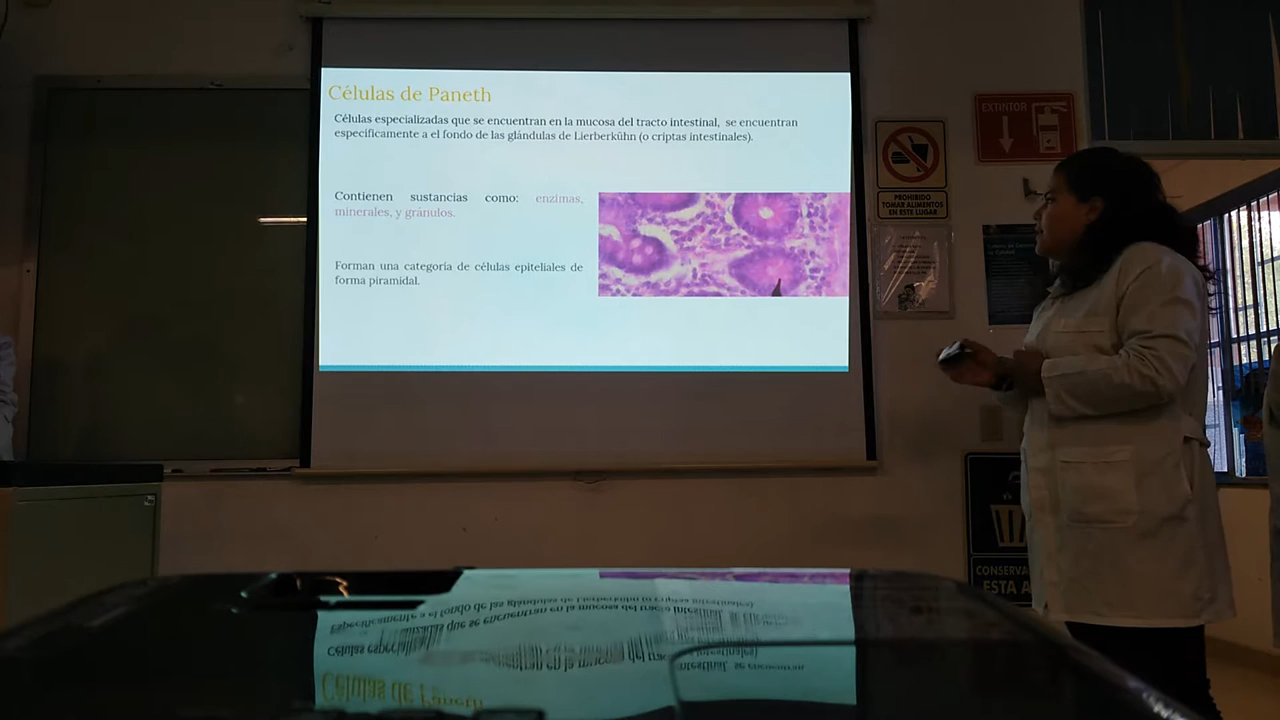 Células de Paneth
Células especializadas que se encuentran en la mucosa del tracto intestinal, se encuentran
específicamente a el fondo de las glándulas de Lierberkühn (o criptas intestinales).
Contienen sustancias como: enzimas,
minerales, y gránulos.
Forman una categoría de células epiteliales de
forma piramidal.
EXTINTOR
PROHIBIDO
TOMAR ALIMENTOS
EN ESTE LUGAR
CONSERVA
ESTA A